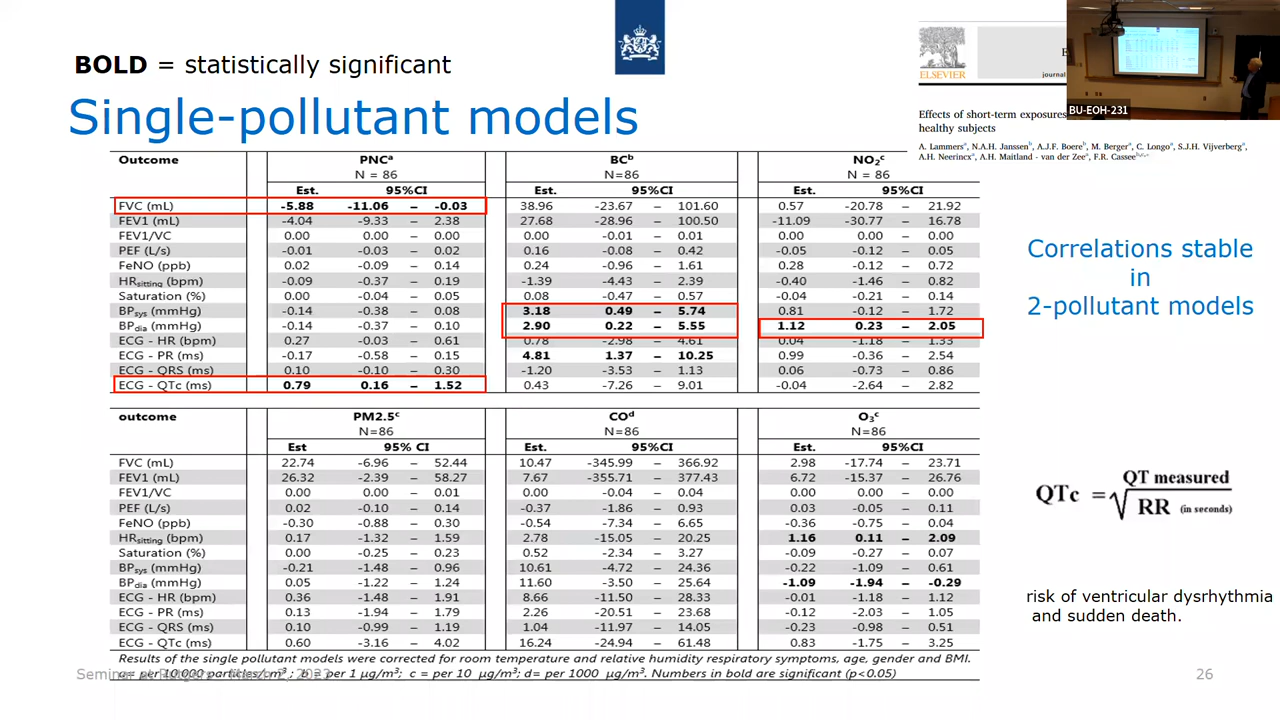 BOLD = statistically significant
Single-pollutant models
ELSEVIER
journal
BU-EOH-231
Effects of short-term exposures
healthy subjects
A. Lammersᵃ, N.A.H. Janssenᵇ, A.J.F. Boereᵇ, M. Bergerᵃ, C. Longoᵃ, S.J.H. Vijverbergᵃ,
A.H. Neerincxᵃ, A.H. Maitland - van der Zeeᵃ, F.R. Casseeᵇ,ᶜ,*
Outcome PNCᵃ BCᵇ NO₂ᶜ
N = 86 N=86 N = 86
Est. 95%CI Est. 95%CI Est. 95%CI
FVC (mL) -5.88 -11.06 – -0.03 38.96 -23.67 – 101.60 0.57 -20.78 – 21.92
FEV1 (mL) -4.04 -9.33 – 2.38 27.68 -28.96 – 100.50 -11.09 -30.77 – 16.78
FEV1/VC 0.00 0.00 – 0.00 0.00 -0.01 – 0.01 0.00 0.00 – 0.00
PEF (L/s) -0.01 -0.03 – 0.02 0.16 -0.08 – 0.42 -0.05 -0.12 – 0.05
FeNO (ppb) 0.02 -0.09 – 0.14 0.24 -0.96 – 1.61 0.28 -0.12 – 0.72
HRsitting (bpm) -0.09 -0.37 – 0.19 -1.39 -4.43 – 2.39 -0.40 -1.46 – 0.82
Saturation (%) 0.00 -0.04 – 0.05 0.08 -0.47 – 0.57 -0.04 -0.21 – 0.14
BPsys (mmHg) -0.14 -0.38 – 0.08 3.18 0.49 – 5.74 0.81 -0.12 – 1.72
BPdia (mmHg) -0.14 -0.37 – 0.10 2.90 0.22 – 5.55 1.12 0.23 – 2.05
ECG - HR (bpm) 0.27 -0.03 – 0.61 0.78 -2.98 – 4.61 0.04 -1.18 – 1.33
ECG - PR (ms) -0.17 -0.58 – 0.15 4.81 1.37 – 10.25 0.99 -0.36 – 2.54
ECG - QRS (ms) 0.10 -0.10 – 0.30 -1.20 -3.53 – 1.13 0.06 -0.73 – 0.86
ECG - QTc (ms) 0.79 0.16 – 1.52 0.43 -7.26 – 9.01 -0.04 -2.64 – 2.82
outcome PM2.5ᶜ COᵈ O₃ᶜ
N=86 N=86 N=86
Est 95% CI Est. 95%CI Est. 95%CI
FVC (mL) 22.74 -6.96 – 52.44 10.47 -345.99 – 366.92 2.98 -17.74 – 23.71
FEV1 (mL) 26.32 -2.39 – 58.27 7.67 -355.71 – 377.43 6.72 -15.37 – 26.76
FEV1/VC 0.00 0.00 – 0.01 0.00 -0.04 – 0.04 0.00 0.00 – 0.00
PEF (L/s) 0.02 -0.10 – 0.14 -0.37 -1.86 – 0.93 0.03 -0.05 – 0.11
FeNO (ppb) -0.30 -0.88 – 0.30 -0.54 -7.34 – 6.65 -0.36 -0.75 – 0.04
HRsitting (bpm) 0.17 -1.32 – 1.59 2.78 -15.05 – 20.25 1.16 0.11 – 2.09
Saturation (%) 0.00 -0.25 – 0.23 0.52 -2.34 – 3.27 -0.09 -0.27 – 0.07
BPsys (mmHg) -0.21 -1.48 – 0.96 10.61 -4.72 – 24.36 -0.22 -1.09 – 0.61
BPdia (mmHg) 0.05 -1.22 – 1.24 11.60 -3.50 – 25.64 -1.09 -1.94 – -0.29
ECG - HR (bpm) 0.36 -1.48 – 1.91 8.66 -11.50 – 28.33 -0.01 -1.18 – 1.12
ECG - PR (ms) 0.13 -1.94 – 1.79 2.26 -20.51 – 23.68 -0.12 -2.03 – 1.05
ECG - QRS (ms) 0.10 -0.99 – 1.19 1.04 -11.97 – 14.05 -0.23 -0.98 – 0.51
ECG - QTc (ms) 0.60 -3.16 – 4.02 16.24 -24.94 – 61.48 0.83 -1.75 – 3.25
Results of the single pollutant models were corrected for room temperature and relative humidity respiratory symptoms, age, gender and BMI.
a= per 10000 particles/cm³; b = per 1 µg/m³; c = per 10 µg/m³; d= per 1000 µg/m³. Numbers in bold are significant (p<0.05)
Correlations stable
in
2-pollutant models
QTc = QT measured
√RR (in seconds)
risk of ventricular dysrhythmia
and sudden death.
Seminar at Rutgers March 2,
26